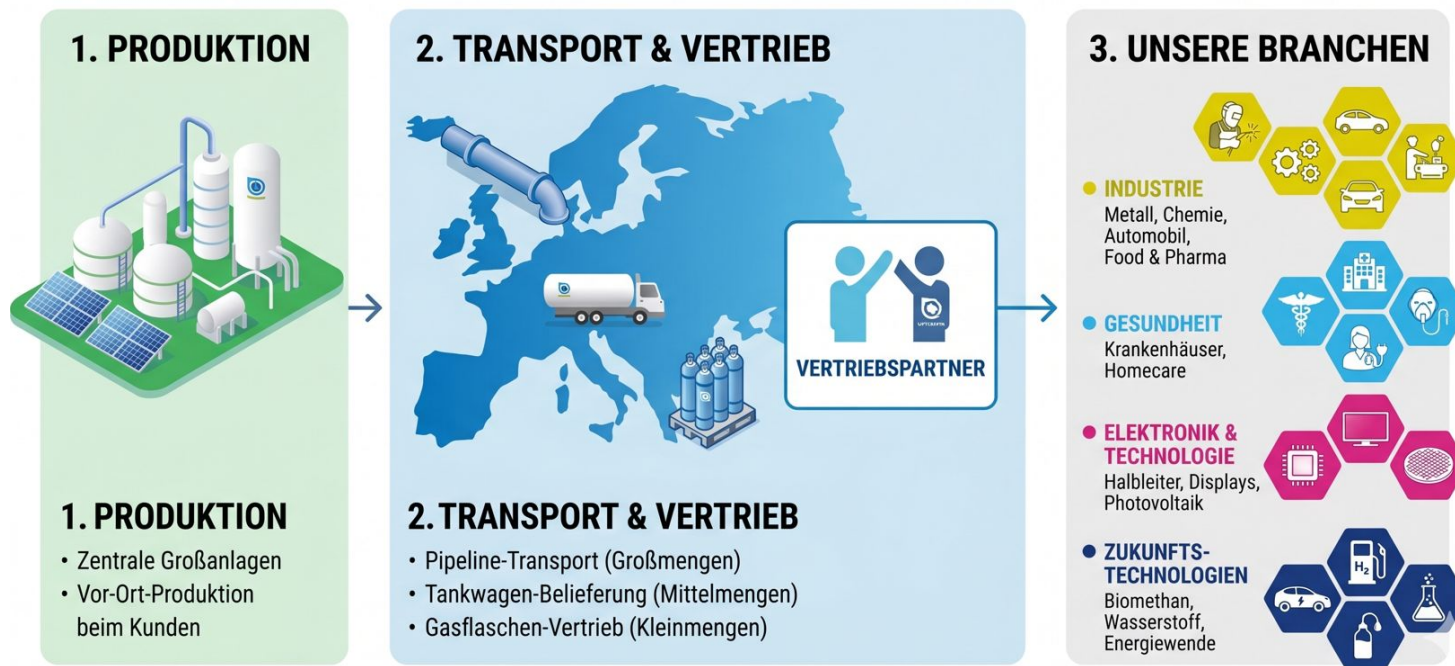 1. PRODUKTION
1. PRODUKTION
• Zentrale Großanlagen
• Vor-Ort-Produktion
beim Kunden
2. TRANSPORT & VERTRIEB
VERTRIEBSPARTNER
2. TRANSPORT & VERTRIEB
• Pipeline-Transport (Großmengen)
• Tankwagen-Belieferung (Mittelmengen)
• Gasflaschen-Vertrieb (Kleinmengen)
3. UNSERE BRANCHEN
• INDUSTRIE
Metall, Chemie,
Automobil,
Food & Pharma
• GESUNDHEIT
Krankenhäuser,
Homecare
• ELEKTRONIK &
TECHNOLOGIE
Halbleiter, Displays,
Photovoltaik
• ZUKUNFTS-
TECHNOLOGIEN
Biomethan,
Wasserstoff,
Energiewende
H₂